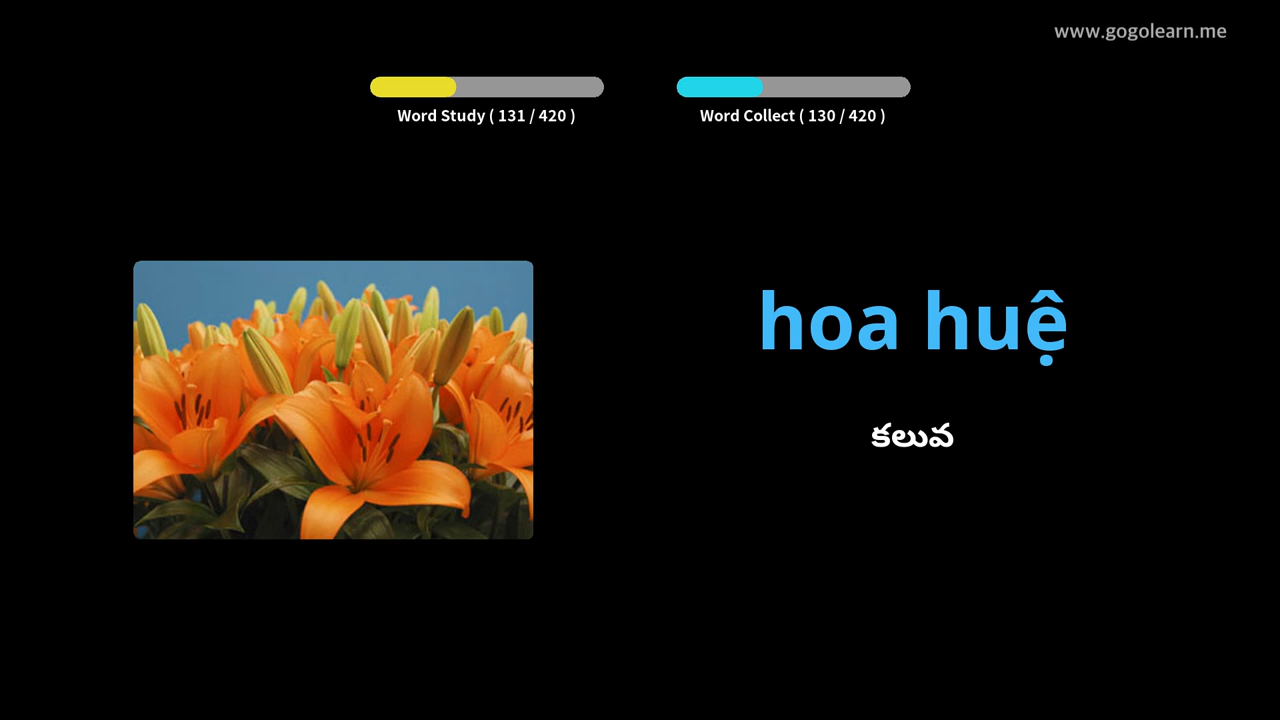 www.gogolearn.me
Word Study ( 131 / 420 )
Word Collect ( 130 / 420 )
hoa huệ
కలువ